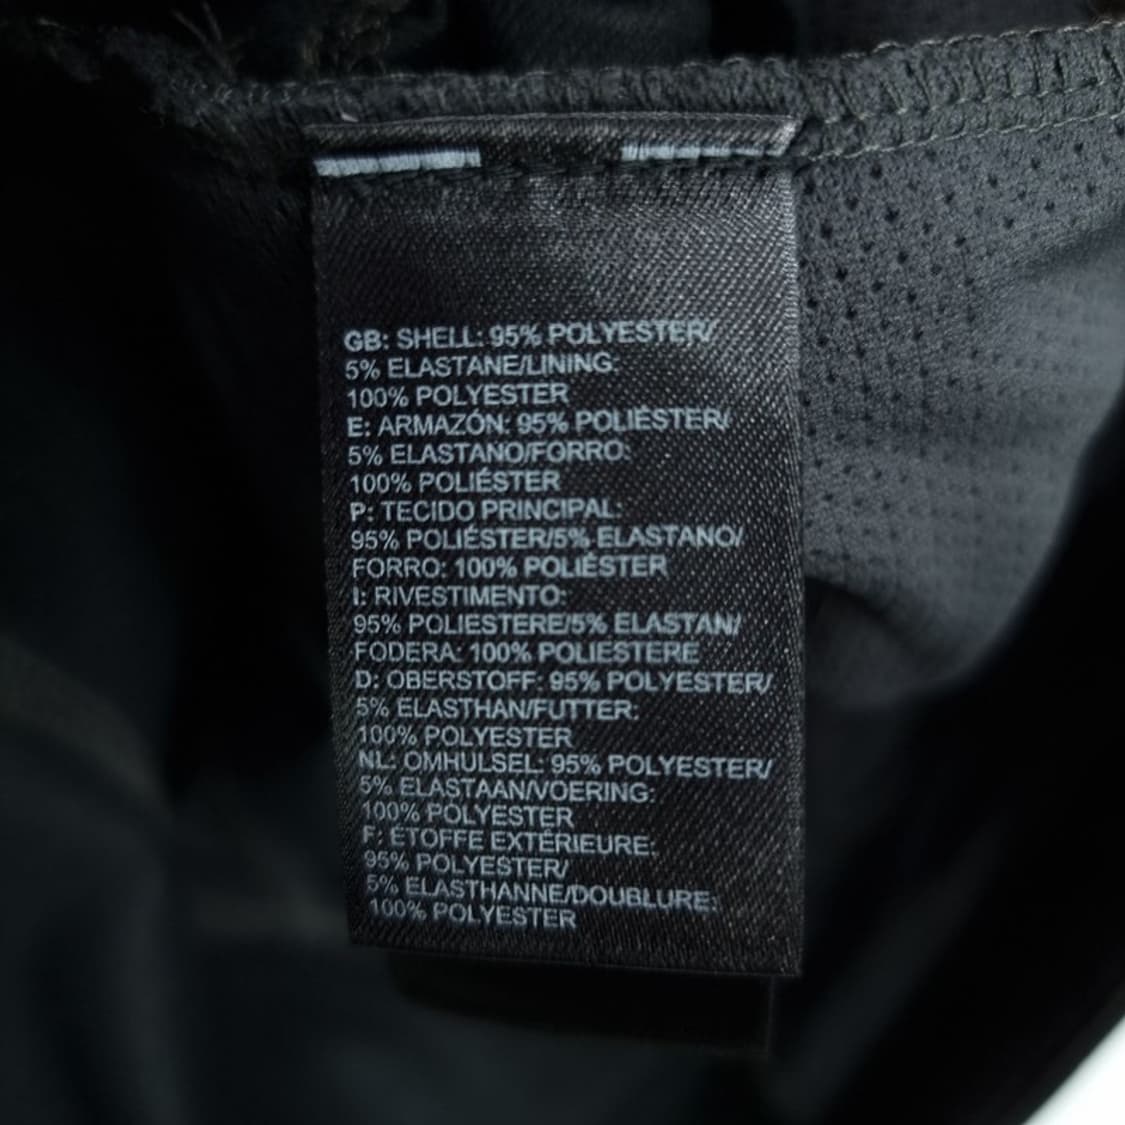 GB: SHELL: 95% POLYESTER/
5% ELASTANE/LINING:
100% POLYESTER
E: ARMAZÓN: 95% POLIÉSTER/
5% ELASTANO/FORRO:
100% POLIÉSTER
P: TECIDO PRINCIPAL:
95% POLIÉSTER/5% ELASTANO/
FORRO: 100% POLIÉSTER
I: RIVESTIMENTO:
95% POLIESTERE/5% ELASTAN/
FODERA: 100% POLIESTERE
D: OBERSTOFF: 95% POLYESTER/
5% ELASTHAN/FUTTER:
100% POLYESTER
NL: OMHULSEL: 95% POLYESTER/
5% ELASTAAN/VOERING:
100% POLYESTER
F: ÉTOFFE EXTÉRIEURE:
95% POLYESTER/
5% ELASTHANNE/DOUBLURE:
100% POLYESTER